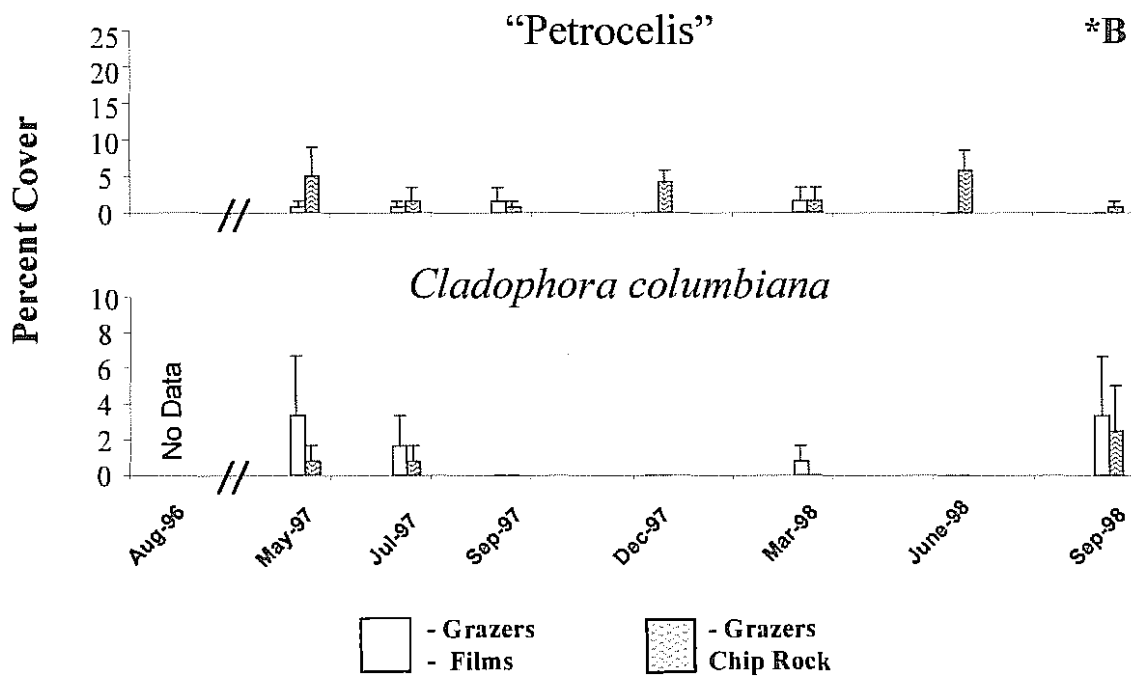 “Petrocelis”
*B
Percent Cover
25
20
15
10
5
0
Cladophora columbiana
10
8
6
4
2
0
No Data
Aug-96
May-97
Jul-97
Sep-97
Dec-97
Mar-98
June-98
Sep-98
- Grazers
- Films
- Grazers
Chip Rock